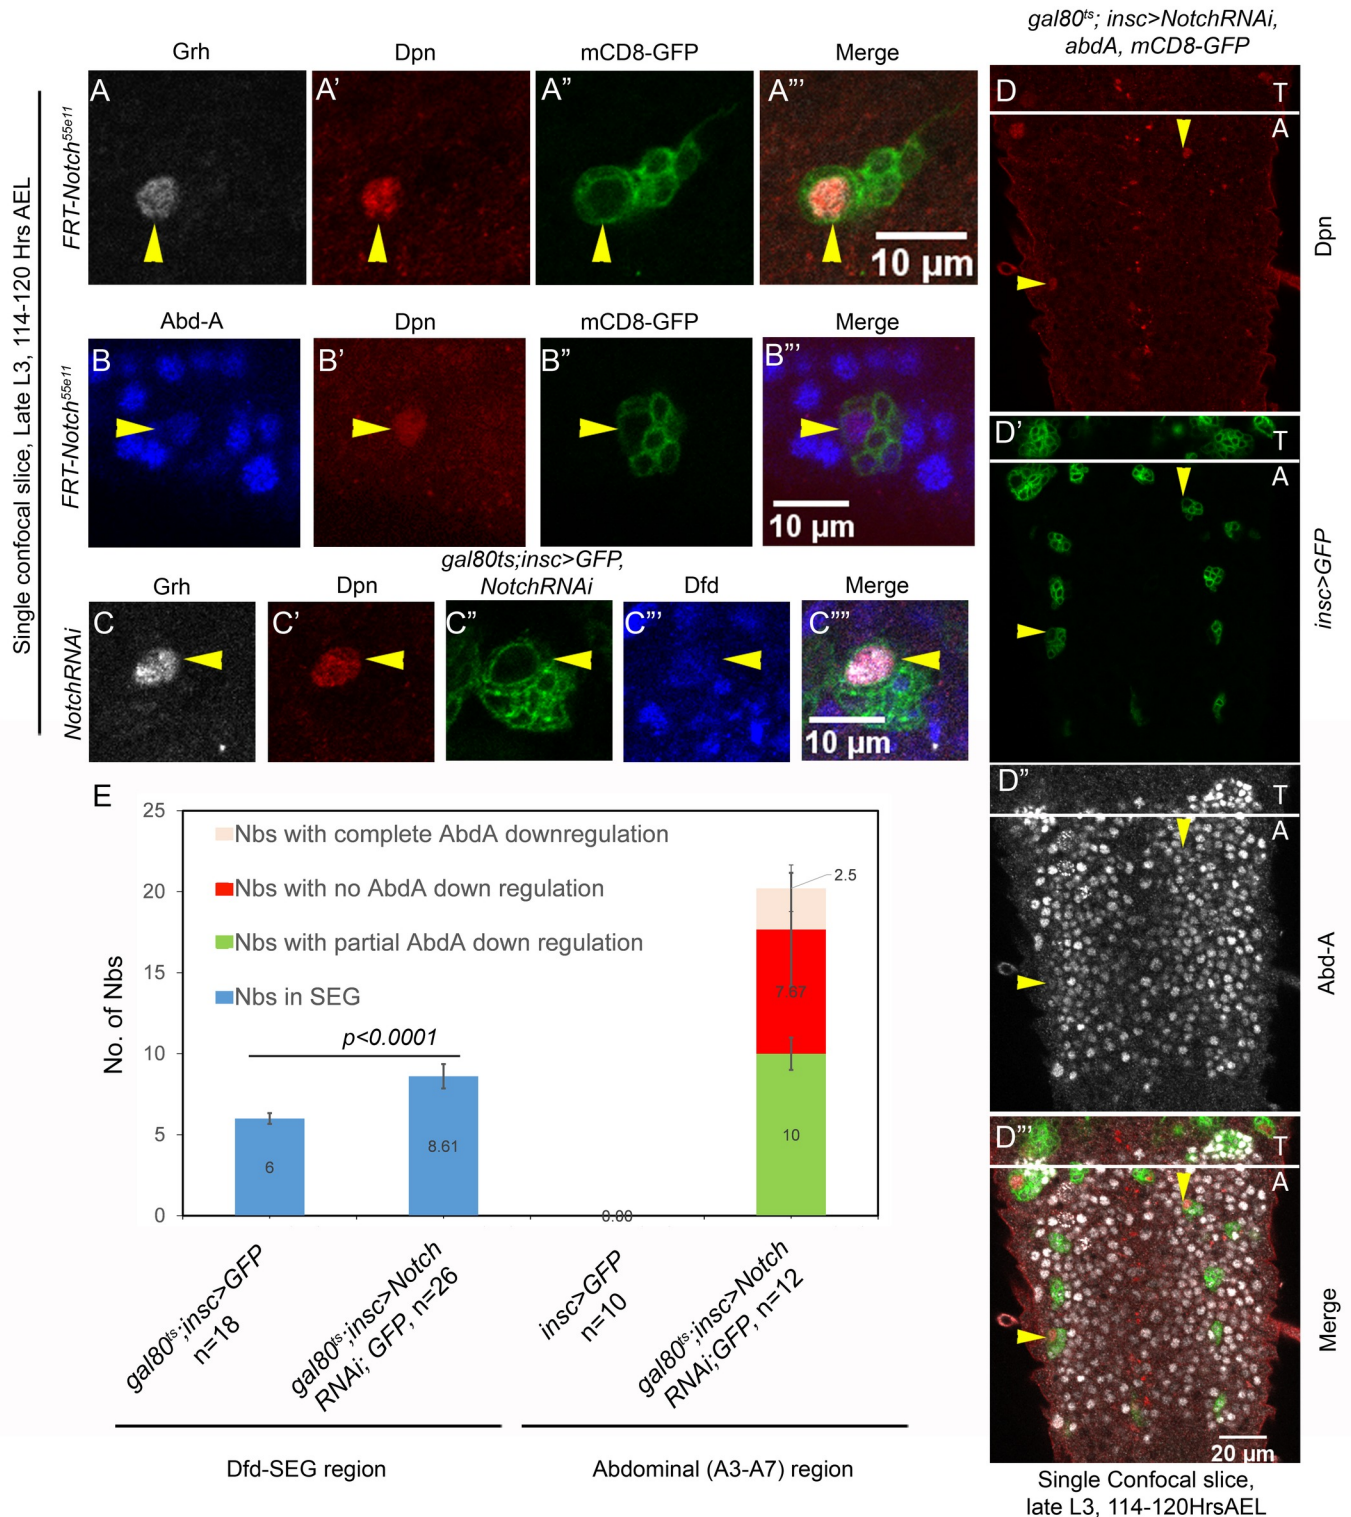 Grh
Dpn
mCD8-GFP
Merge
Single confocal slice, Late L3, 114-120 Hrs AEL
FRT-Notch55e11
A
A'
A"
A"'
10 µm
Abd-A
Dpn
mCD8-GFP
Merge
FRT-Notch55e11
B
B'
B"
B"'
10 µm
gal80ts;insc>GFP,
NotchRNAi
Grh
Dpn
Dfd
Merge
NotchRNAi
C
C'
C"
C"'
C""
10 µm
gal80ts; insc>NotchRNAi,
abdA, mCD8-GFP
D
T
A
Dpn
D'
T
A
insc>GFP
D"
T
A
Abd-A
D"'
T
A
Merge
20 µm
Single Confocal slice,
late L3, 114-120HrsAEL
E
No. of Nbs
25
20
15
10
5
0
Nbs with complete AbdA downregulation
Nbs with no AbdA down regulation
Nbs with partial AbdA down regulation
Nbs in SEG
p<0.0001
6
8.61
0.00
2.5
7.67
10
gal80ts;insc>GFP
n=18
gal80ts;insc>Notch
RNAi; GFP, n=26
insc>GFP
n=10
gal80ts;insc>Notch
RNAi;GFP, n=12
Dfd-SEG region
Abdominal (A3-A7) region